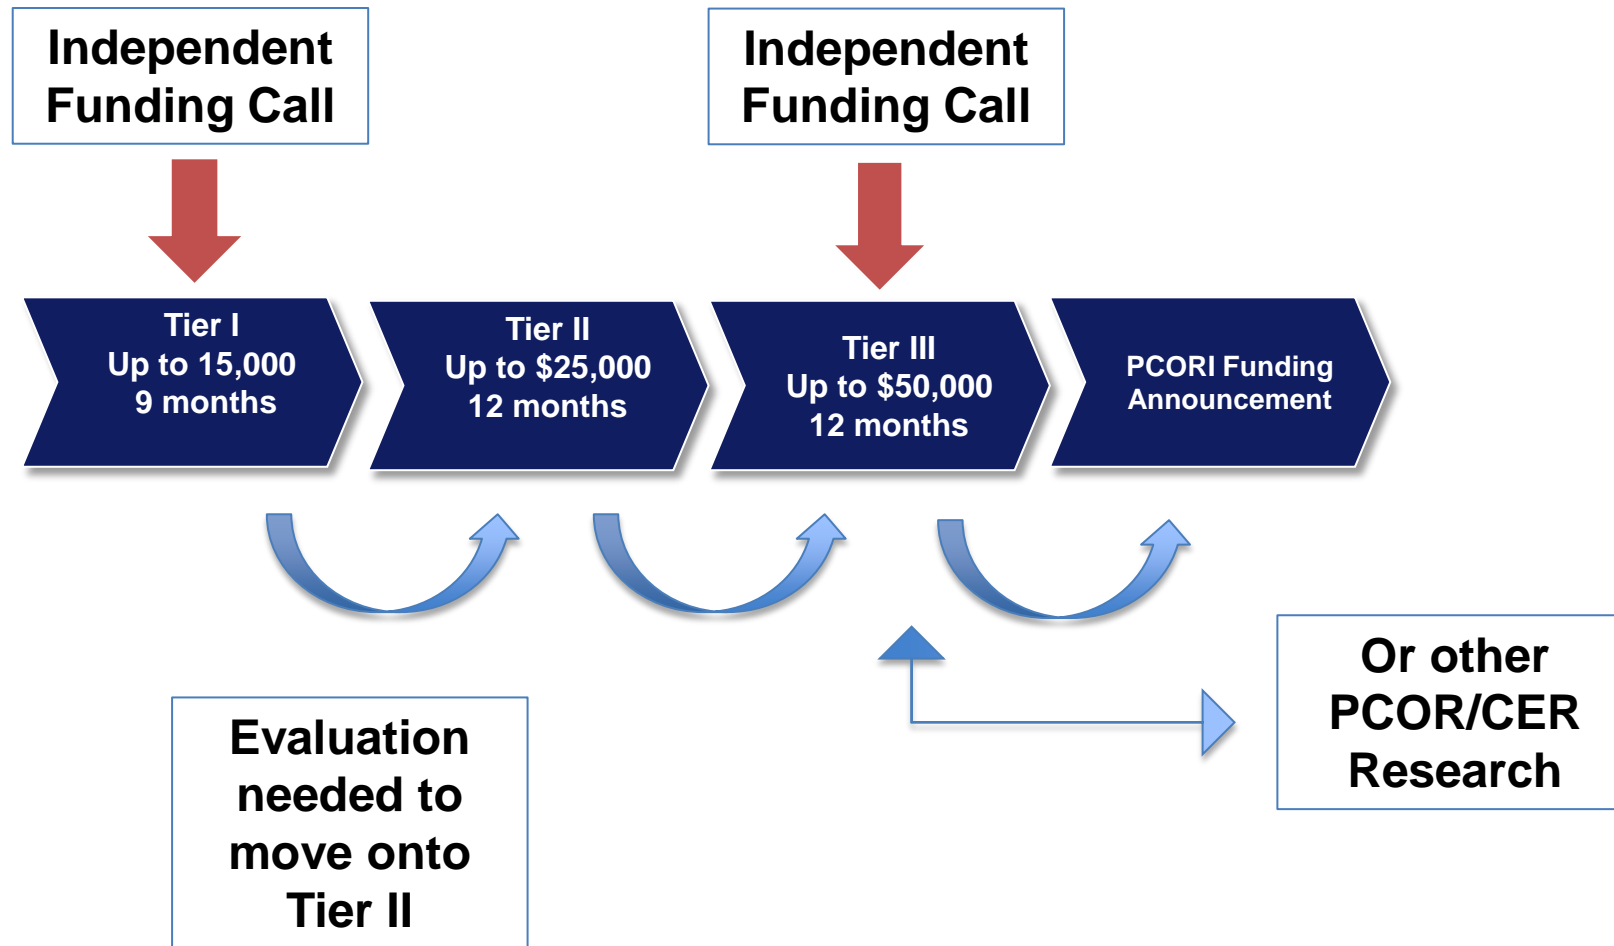 Independent
Funding Call
Independent
Funding Call
Tier I
Up to 15,000
9 months
Tier II
Up to $25,000
12 months
Tier III
Up to $50,000
12 months
PCORI Funding
Announcement
Evaluation
needed to
move onto
Tier II
Or other
PCOR/CER
Research